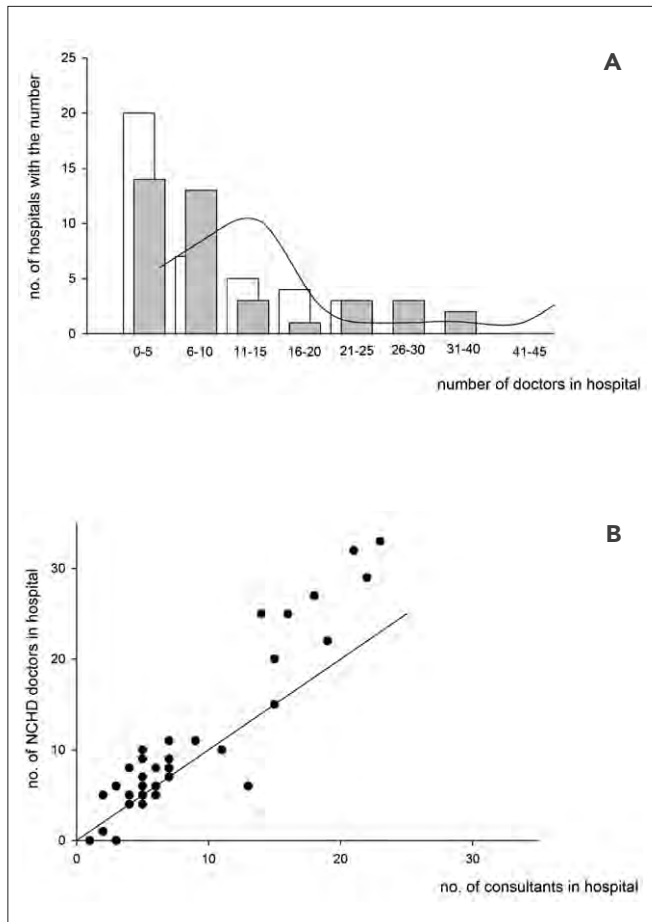 A
25
20
15
10
5
0
no. of hospitals with the number
0-5 6-10 11-15 16-20 21-25 26-30 31-40 41-45
number of doctors in hospital
B
30
20
10
0
no. of NCHD doctors in hospital
0 10 20 30
no. of consultants in hospital